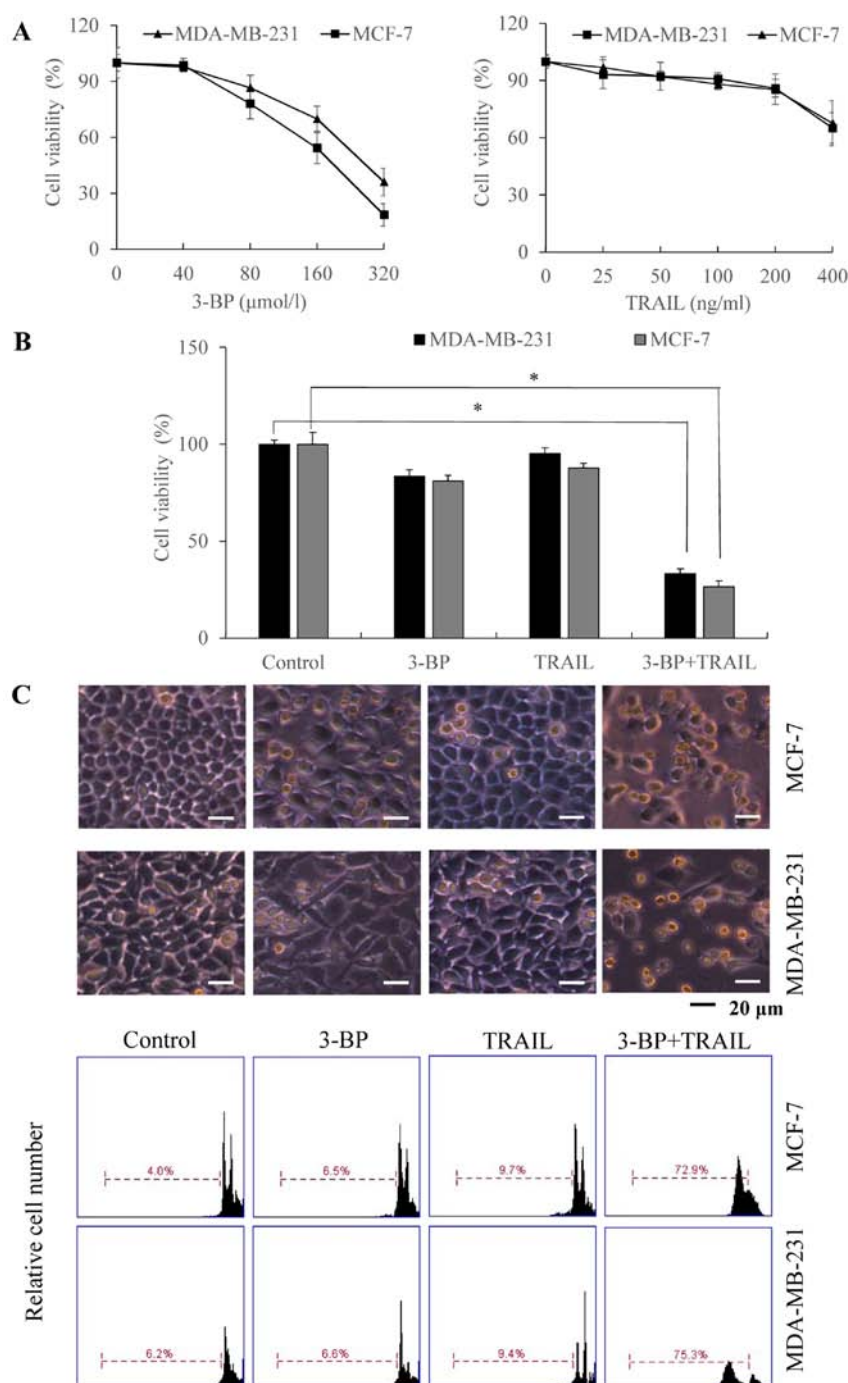 A
MDA-MB-231 MCF-7
Cell viability (%)
120
90
60
30
0
0 40 80 160 320
3-BP (μmol/l)
MDA-MB-231 MCF-7
Cell viability (%)
120
90
60
30
0
0 25 50 100 200 400
TRAIL (ng/ml)
B
MDA-MB-231 MCF-7
Cell viability (%)
150
100
50
0
*
*
Control 3-BP TRAIL 3-BP+TRAIL
C
MCF-7
MDA-MB-231
20 μm
Control 3-BP TRAIL 3-BP+TRAIL
Relative cell number
4.0% 6.5% 9.7% 72.9%
MCF-7
6.2% 6.6% 9.4% 75.3%
MDA-MB-231